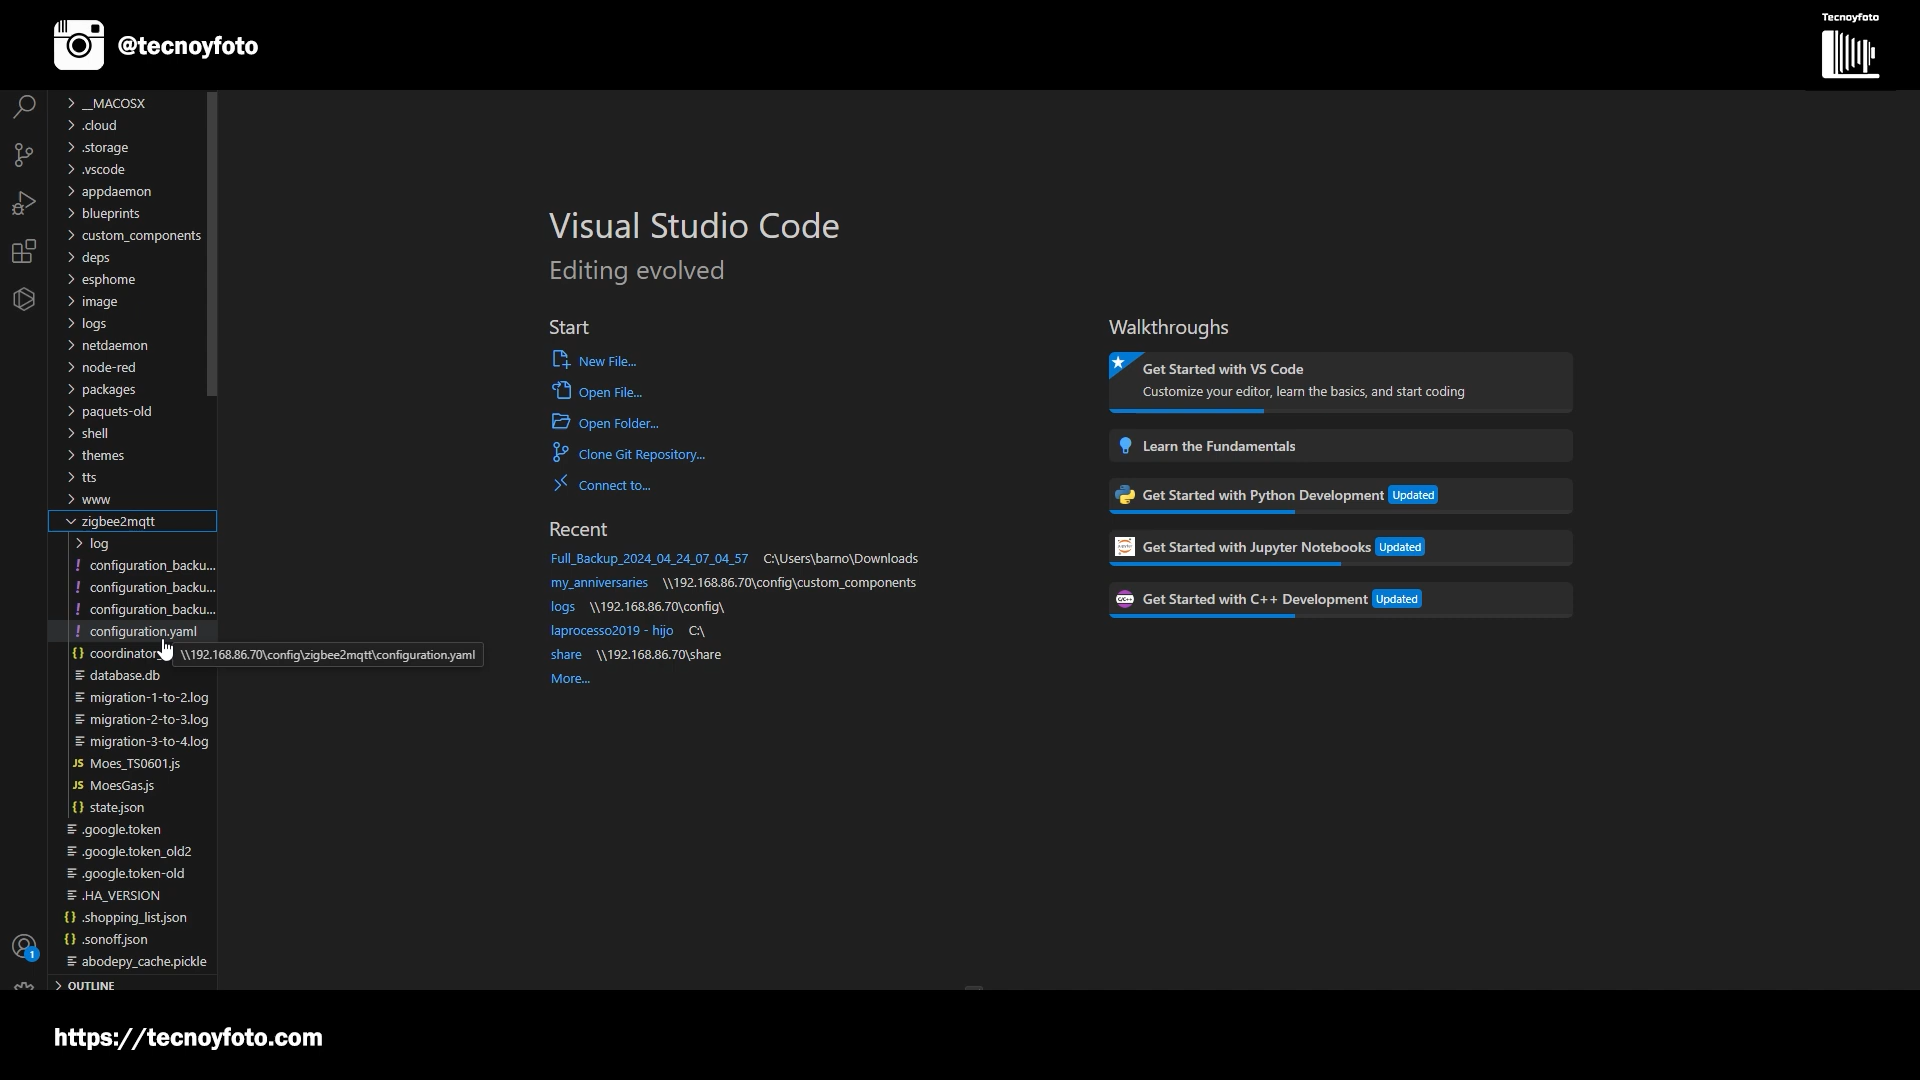 @tecnoyfoto
Tecnoyfoto
__MACOSX
.cloud
.storage
.vscode
appdaemon
blueprints
custom_components
deps
esphome
image
logs
netdaemon
node-red
packages
paquets-old
shell
themes
tts
www
zigbee2mqtt
log
configuration_backu...
configuration_backu...
configuration_backu...
configuration.yaml
coordinator_
\\192.168.86.70\config\zigbee2mqtt\configuration.yaml
database.db
migration-1-to-2.log
migration-2-to-3.log
migration-3-to-4.log
JS Moes_TS0601.js
JS MoesGas.js
{} state.json
.google.token
.google.token_old2
.google.token-old
.HA_VERSION
{} .shopping_list.json
{} .sonoff.json
abodepy_cache.pickle
OUTLINE
1
Visual Studio Code
Editing evolved
Start
New File...
Open File...
Open Folder...
Clone Git Repository...
Connect to...
Recent
Full_Backup_2024_04_24_07_04_57 C:\Users\barno\Downloads
my_anniversaries \\192.168.86.70\config\custom_components
logs \\192.168.86.70\config\
laprocesso2019 - hijo C:\
share \\192.168.86.70\share
More...
Walkthroughs
Get Started with VS Code
Customize your editor, learn the basics, and start coding
Learn the Fundamentals
Get Started with Python Development Updated
Get Started with Jupyter Notebooks Updated
C/C++ Get Started with C++ Development Updated
https://tecnoyfoto.com